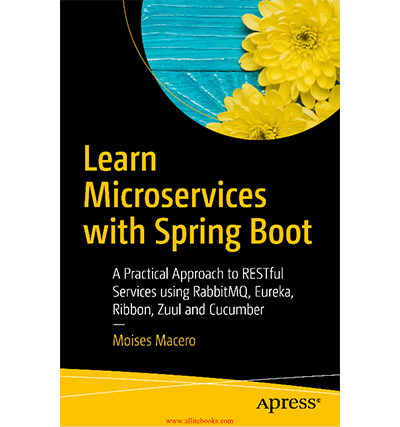 Learn
Microservices
with Spring Boot
A Practical Approach to RESTful
Services using RabbitMQ, Eureka,
Ribbon, Zuul and Cucumber
—
Moises Macero
Apress®
www.allitebooks.com